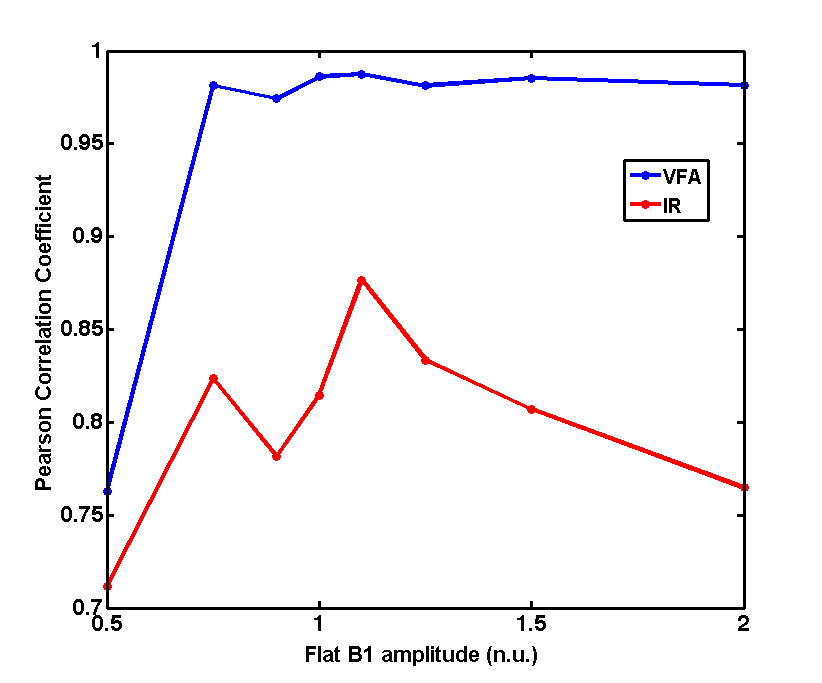 1
0.95
0.9
0.85
0.8
0.75
0.7
Pearson Correlation Coefficient
VFA
IR
0.5
1
1.5
2
Flat B1 amplitude (n.u.)